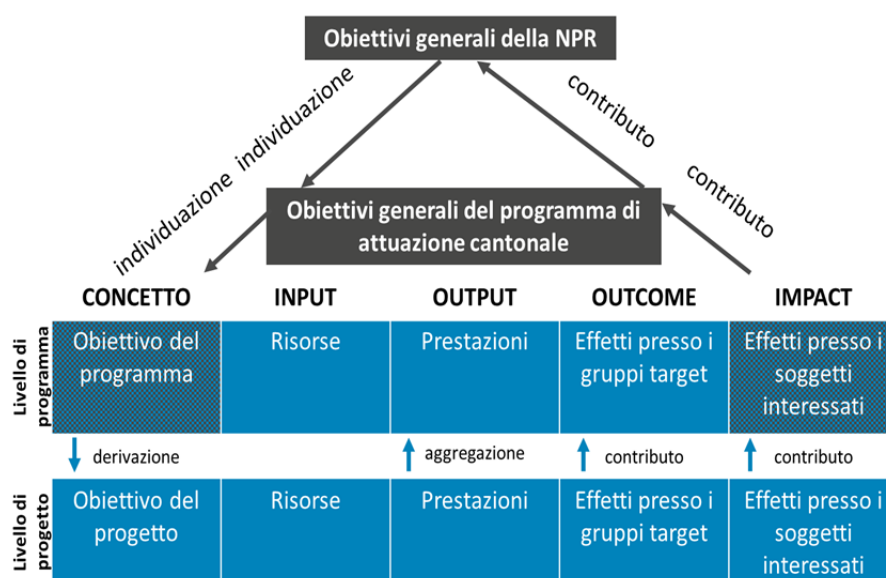 Obiettivi generali della NPR
individuazione
individuazione
contributo
contributo
Obiettivi generali del programma di
attuazione cantonale
CONCETTO
INPUT
OUTPUT
OUTCOME
IMPACT
Livello di
programma
Obiettivo del
programma
Risorse
Prestazioni
Effetti presso i
gruppi target
Effetti presso i
soggetti
interessati
derivazione
aggregazione
contributo
contributo
Livello di
progetto
Obiettivo del
progetto
Risorse
Prestazioni
Effetti presso i
gruppi target
Effetti presso i
soggetti
interessati